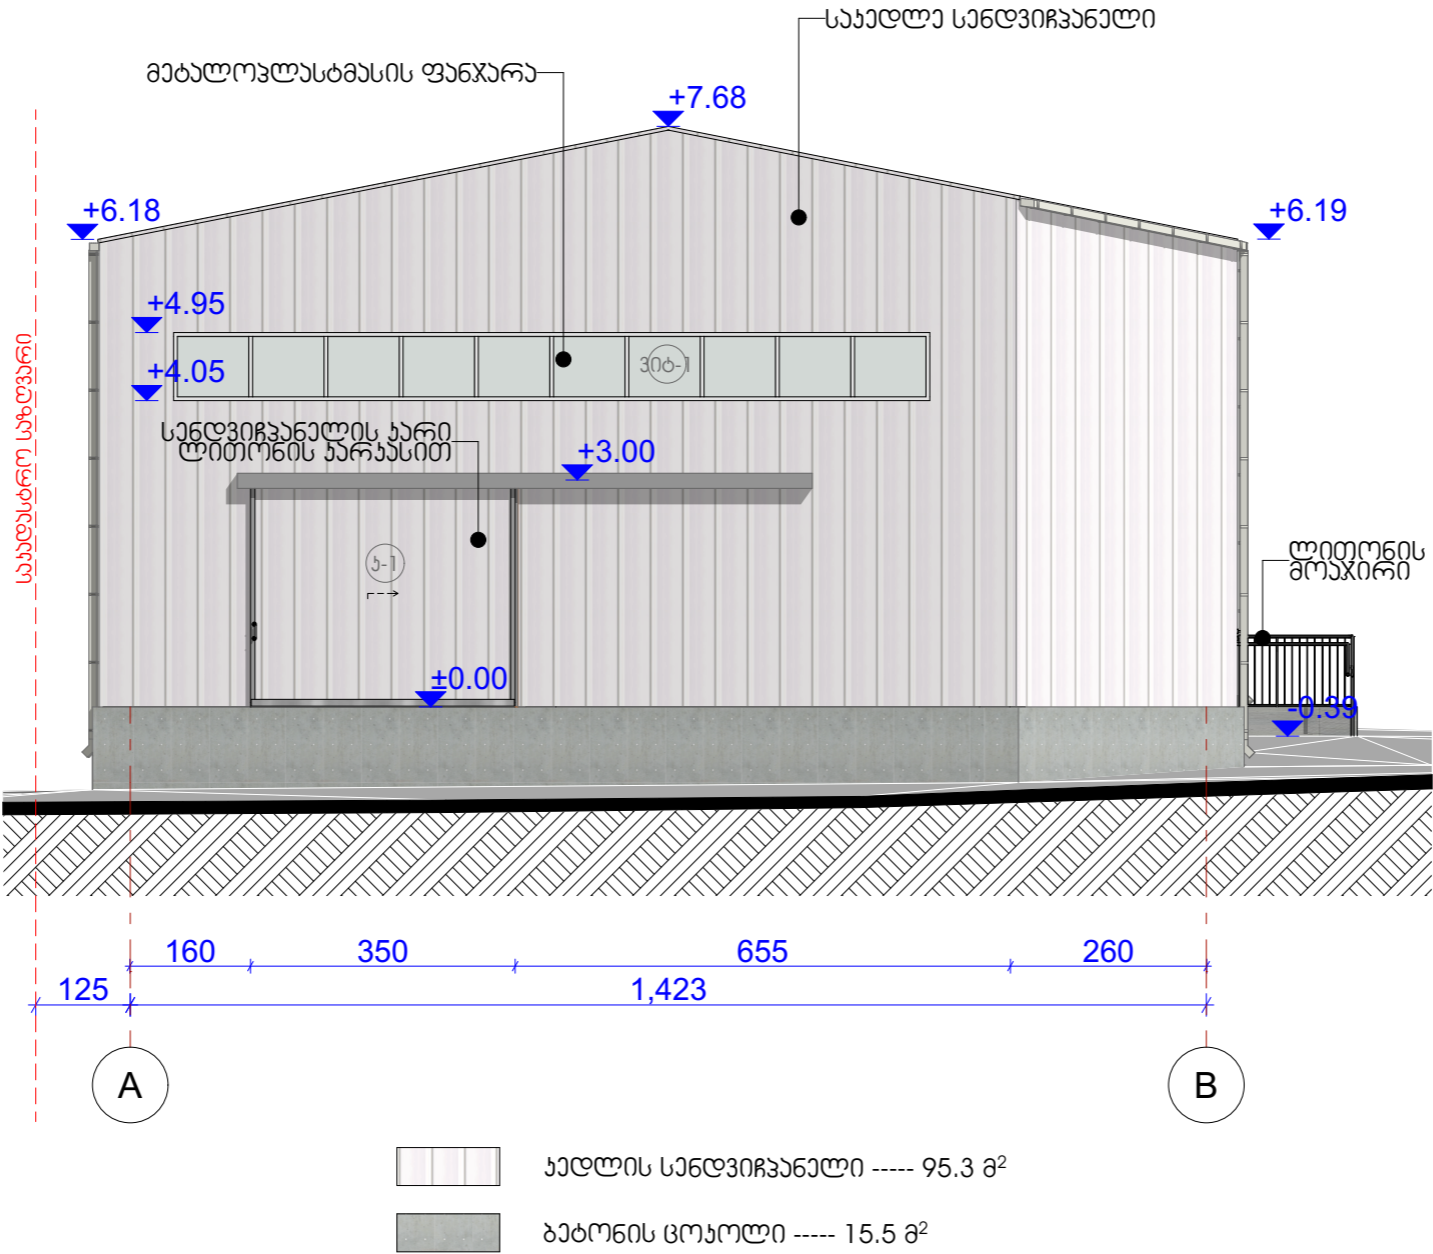 საკედლე სენდვიჩპანელი
მეტალოპლასტმასის ფანჯარა
+7.68
+6.18
+6.19
+4.95
+4.05
ვიტ-1
საკადასტრო საზღვარი
სენდვიჩპანელის კარი
ლითონის კარკასით
+3.00
კ-1
ლითონის
მოაჯირი
±0.00
-0.39
160
350
655
260
125
1,423
A
B
კედლის სენდვიჩპანელი ----- 95.3 მ²
ბეტონის ცოკოლი ----- 15.5 მ²